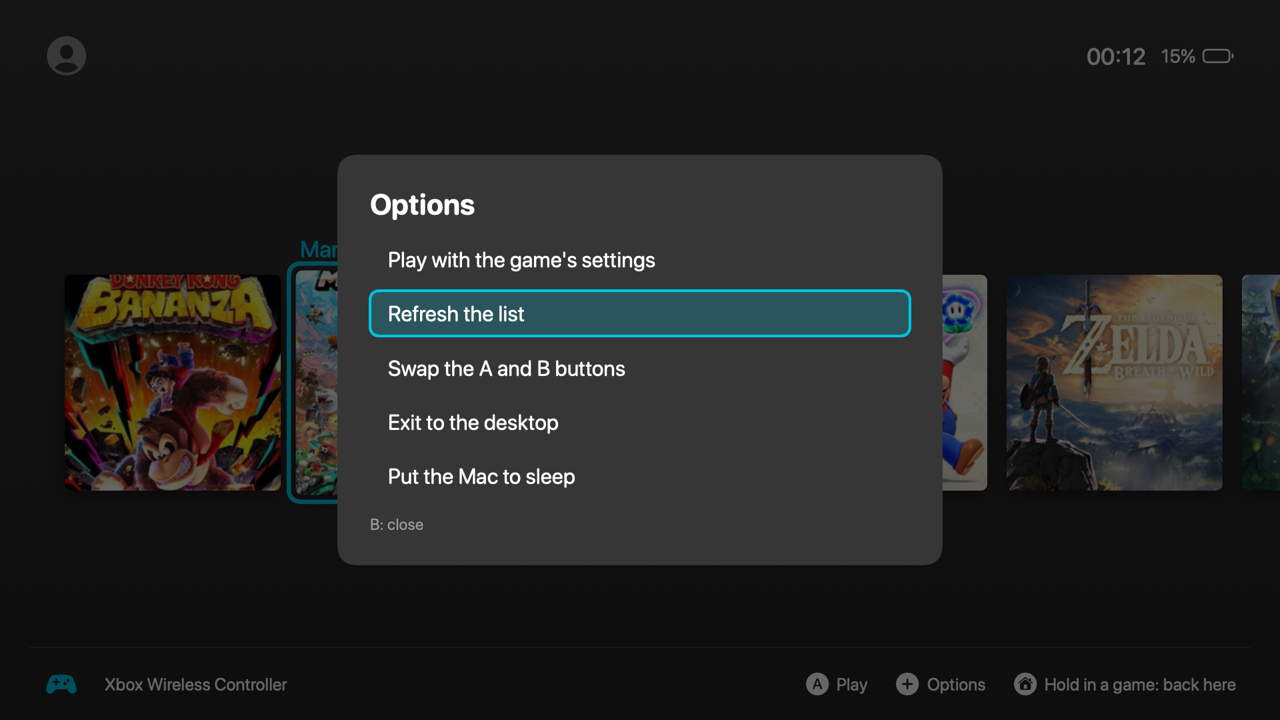 00:12 15%
Options
Mar
Play with the game's settings
Refresh the list
Swap the A and B buttons
Exit to the desktop
Put the Mac to sleep
B: close
DONKEY KONG
BANANZA
THE LEGEND OF
ZELDA
BREATH OF THE WILD
Xbox Wireless Controller
A Play
+ Options
Hold in a game: back here